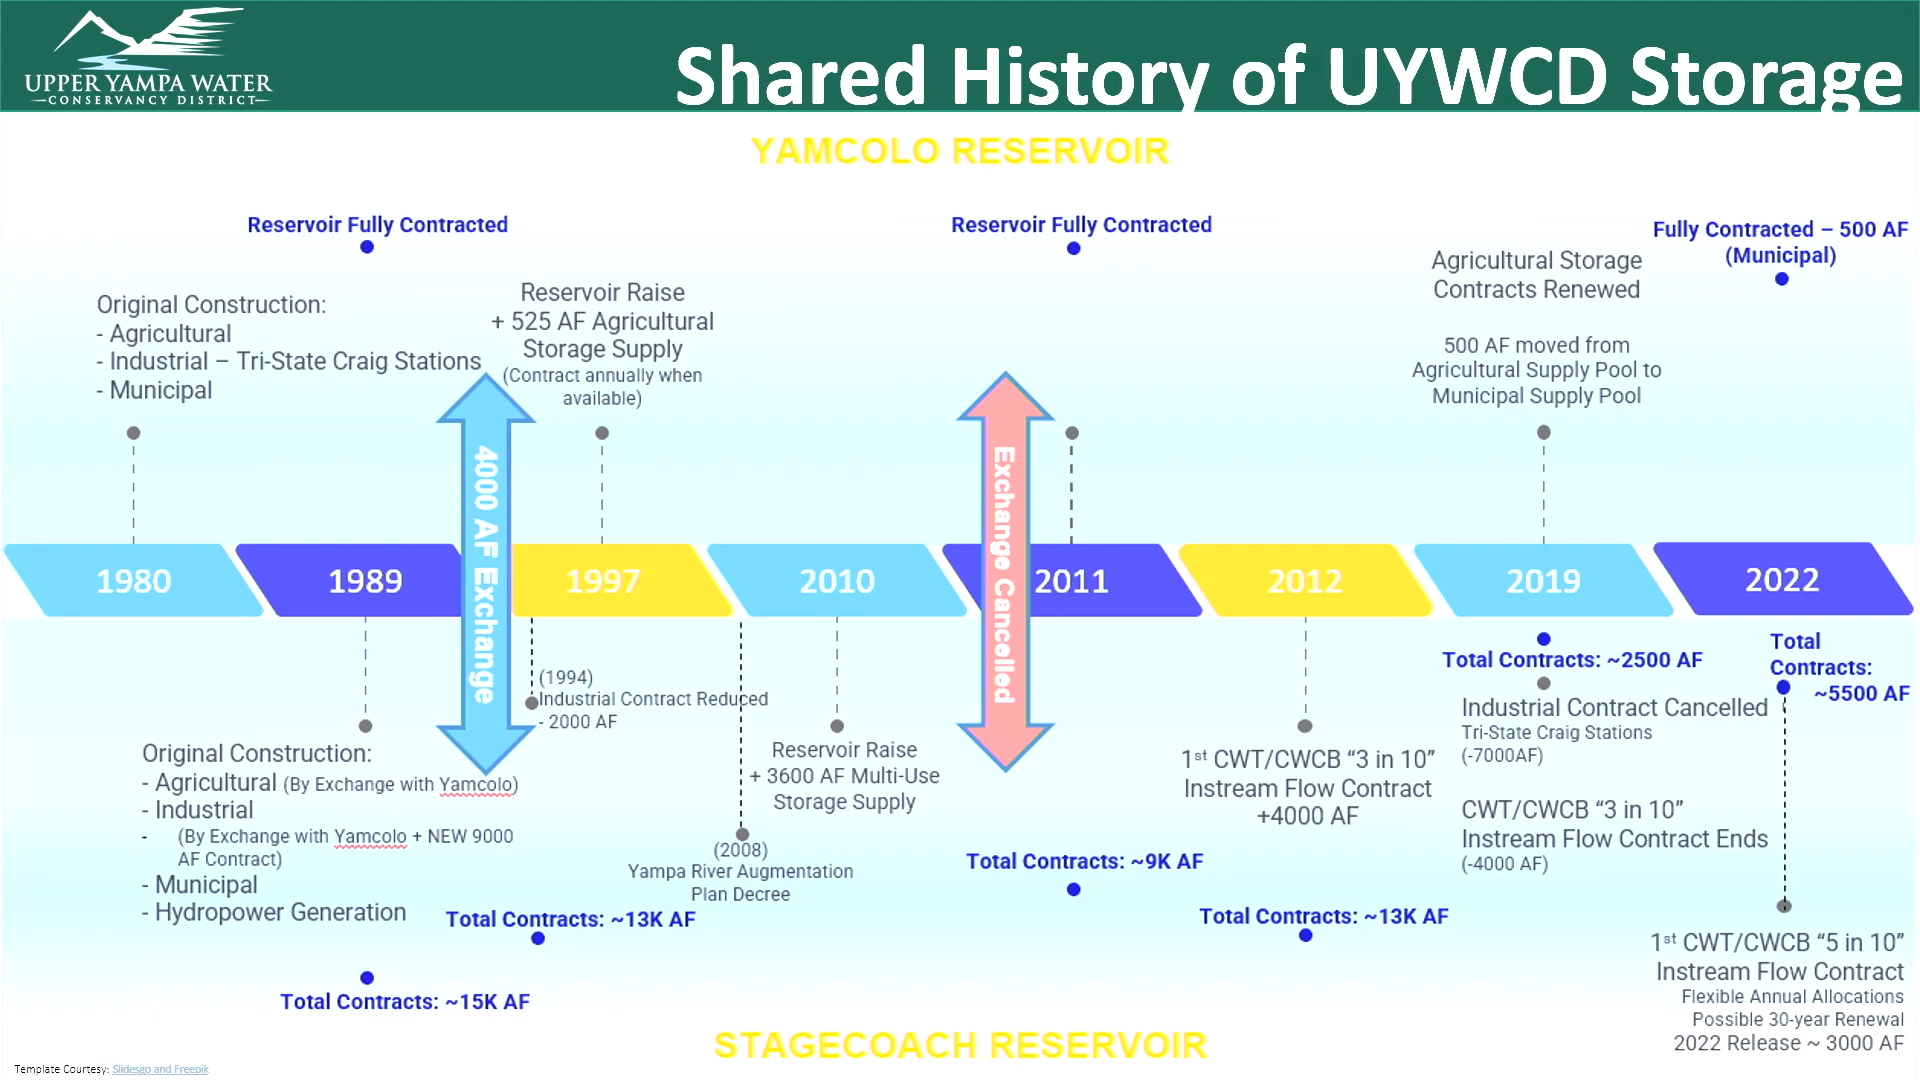 UPPER YAMPA WATER
CONSERVANCY DISTRICT
Shared History of UYWCD Storage
YAMCOLO RESERVOIR
Reservoir Fully Contracted
Original Construction:
- Agricultural
- Industrial – Tri-State Craig Stations
- Municipal
Reservoir Raise
+ 525 AF Agricultural
Storage Supply
(Contract annually when
available)
Reservoir Fully Contracted
Agricultural Storage
Contracts Renewed
500 AF moved from
Agricultural Supply Pool to
Municipal Supply Pool
Fully Contracted – 500 AF
(Municipal)
4000 AF Exchange
Exchange Cancelled
1980
1989
1997
2010
2011
2012
2019
2022
Original Construction:
- Agricultural (By Exchange with Yamcolo)
- Industrial
- (By Exchange with Yamcolo + NEW 9000
AF Contract)
- Municipal
- Hydropower Generation
Total Contracts: ~15K AF
(1994)
Industrial Contract Reduced
- 2000 AF
Total Contracts: ~13K AF
(2008)
Yampa River Augmentation
Plan Decree
Reservoir Raise
+ 3600 AF Multi-Use
Storage Supply
Total Contracts: ~9K AF
1st CWT/CWCB “3 in 10”
Instream Flow Contract
+4000 AF
Total Contracts: ~13K AF
Total Contracts: ~2500 AF
Industrial Contract Cancelled
Tri-State Craig Stations
(-7000AF)
CWT/CWCB “3 in 10”
Instream Flow Contract Ends
(-4000 AF)
Total
Contracts:
~5500 AF
1st CWT/CWCB “5 in 10”
Instream Flow Contract
Flexible Annual Allocations
Possible 30-year Renewal
2022 Release ~ 3000 AF
STAGECOACH RESERVOIR
Template Courtesy: Slidesgo and Freepik